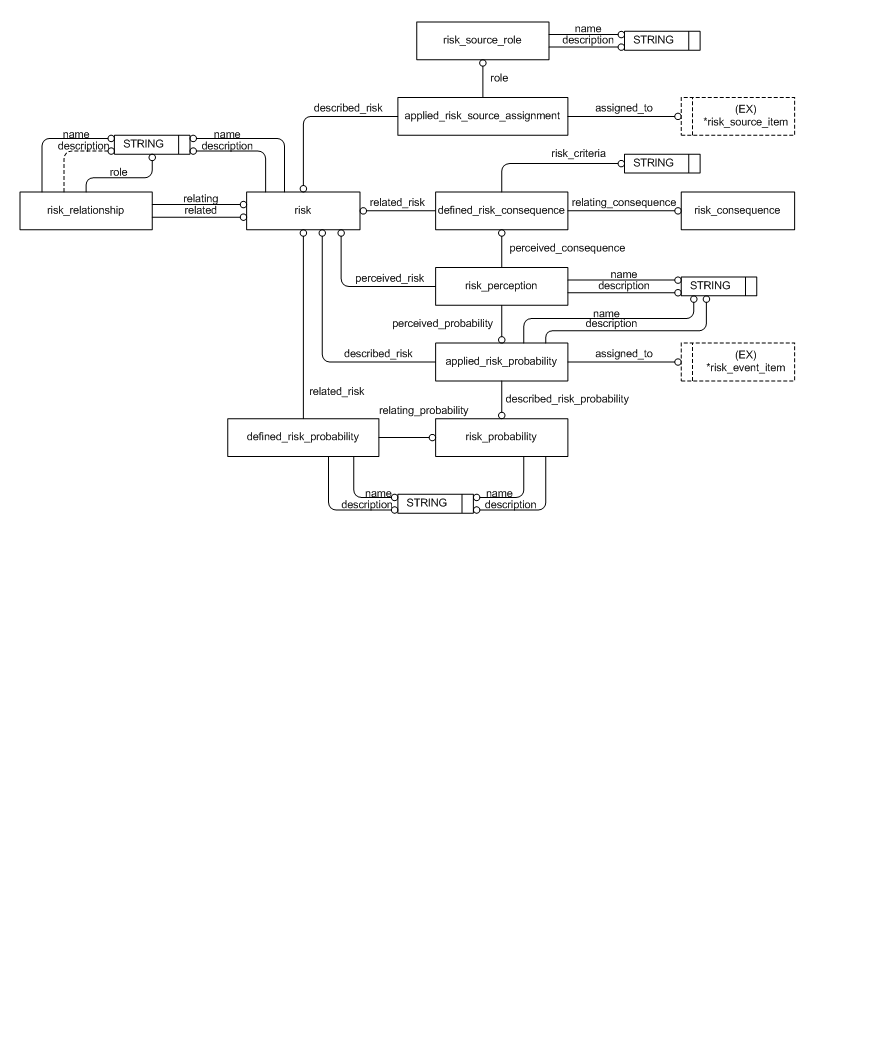 name
risk_source_role
description
STRING
role
described_risk
applied_risk_source_assignment
assigned_to
(EX)
*risk_source_item
name
description
STRING
name
description
role
risk_criteria
STRING
risk_relationship
relating
related
risk
related_risk
defined_risk_consequence
relating_consequence
risk_consequence
perceived_consequence
perceived_risk
risk_perception
name
description
STRING
perceived_probability
name
description
described_risk
applied_risk_probability
assigned_to
(EX)
*risk_event_item
related_risk
described_risk_probability
relating_probability
defined_risk_probability
risk_probability
name
description
STRING
name
description